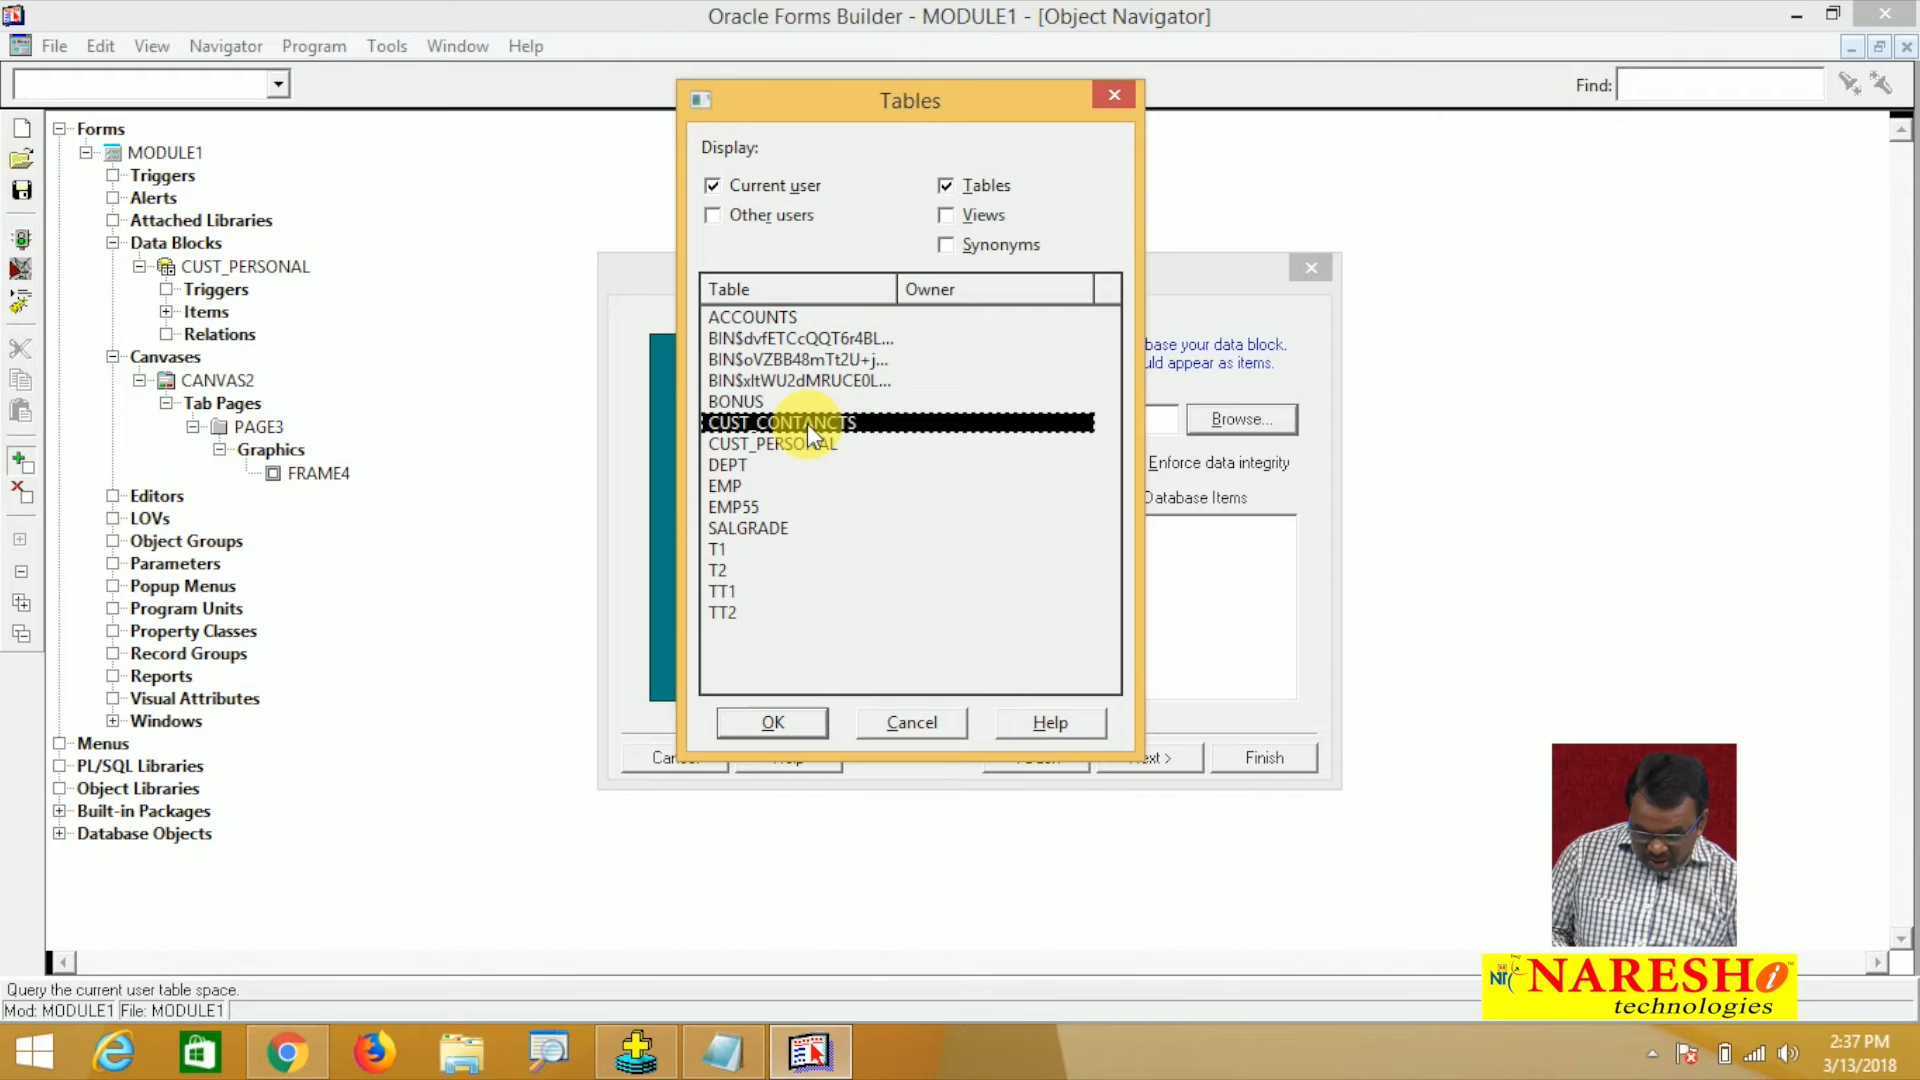 Oracle Forms Builder - MODULE1 - [Object Navigator]
File Edit View Navigator Program Tools Window Help
Find:
Forms
MODULE1
Triggers
Alerts
Attached Libraries
Data Blocks
CUST_PERSONAL
Triggers
Items
Relations
Canvases
CANVAS2
Tab Pages
PAGE3
Graphics
FRAME4
Editors
LOVs
Object Groups
Parameters
Popup Menus
Program Units
Property Classes
Record Groups
Reports
Visual Attributes
Windows
Menus
PL/SQL Libraries
Object Libraries
Built-in Packages
Database Objects
Tables
Display:
Current user
Tables
Other users
Views
Synonyms
Table Owner
ACCOUNTS
BIN$dvfETCcQQT6r4BL...
BIN$oVZBB48mTt2U+j...
BIN$xltWU2dMRUCE0L...
BONUS
CUST_CONTANCTS
CUST_PERSONAL
DEPT
EMP
EMP55
SALGRADE
T1
T2
TT1
TT2
OK Cancel Help
base your data block.
uld appear as items.
Browse...
Enforce data integrity
Database Items
Finish
Query the current user table space.
Mod: MODULE1 File: MODULE1
NARESH i
technologies
2:37 PM
3/13/2018